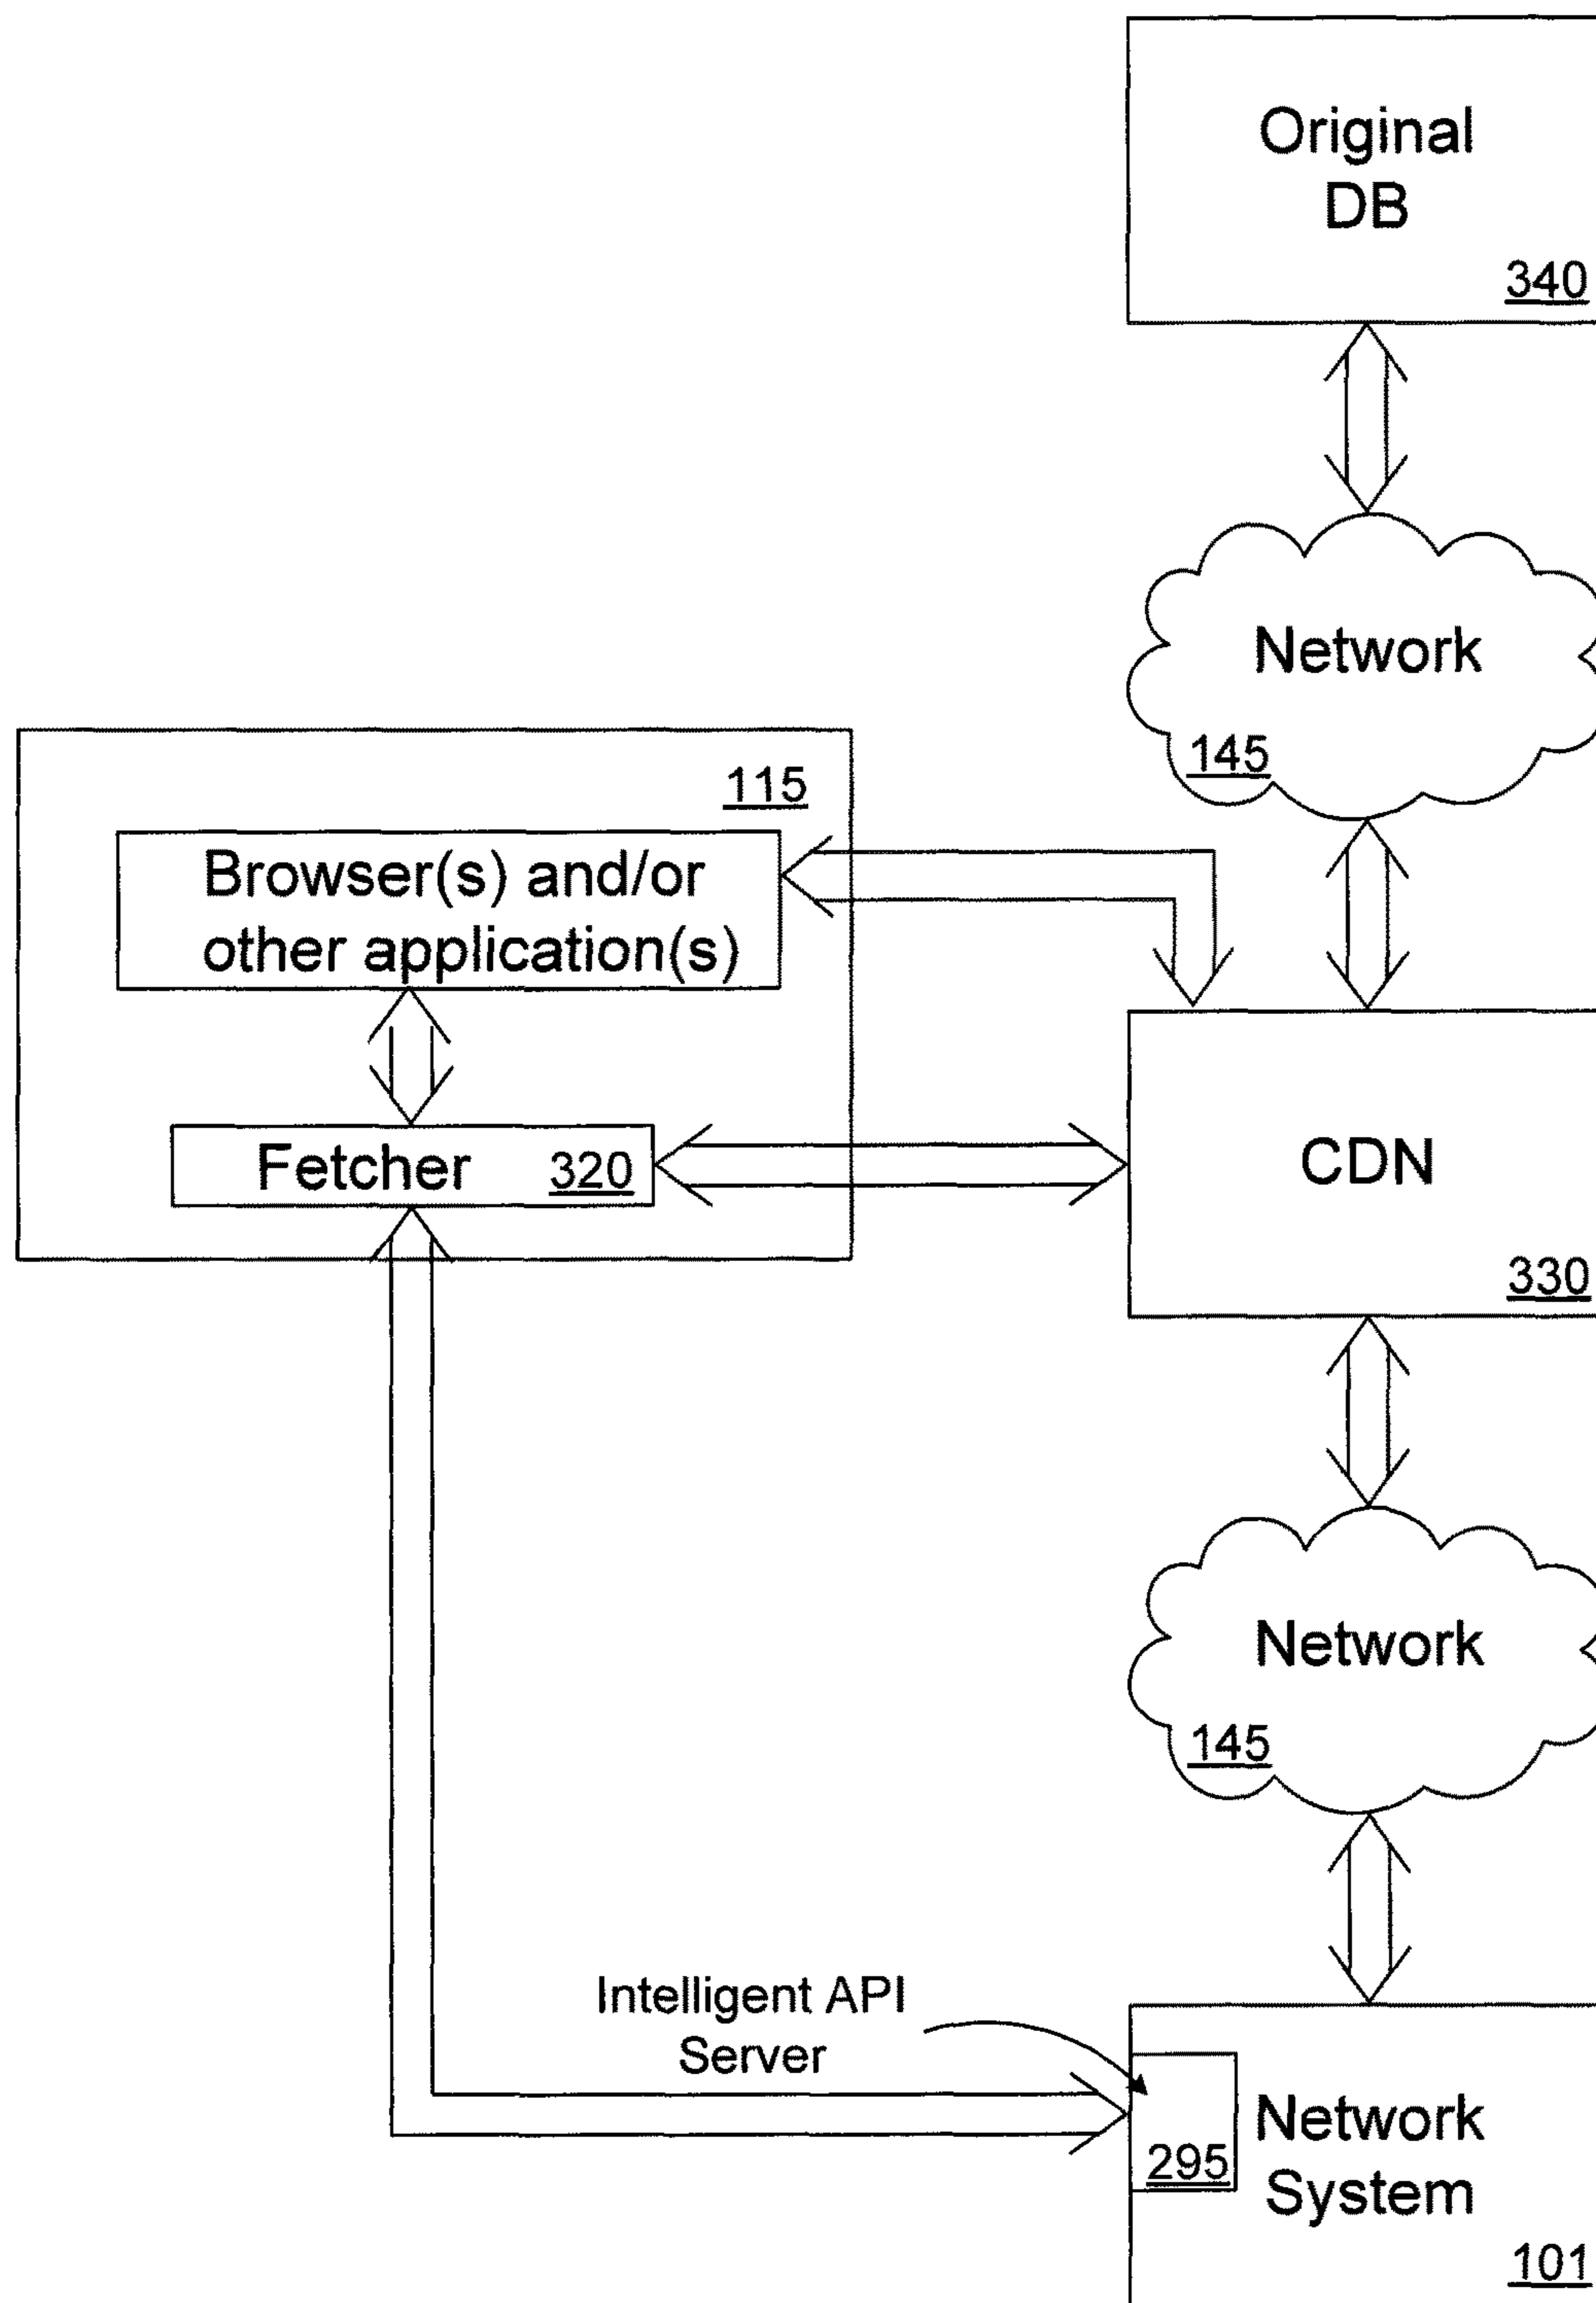 Original
DB
340
Network
145
115
Browser(s) and/or
other application(s)
Fetcher 320
CDN
330
Network
145
Intelligent API
Server
295
Network
System
101